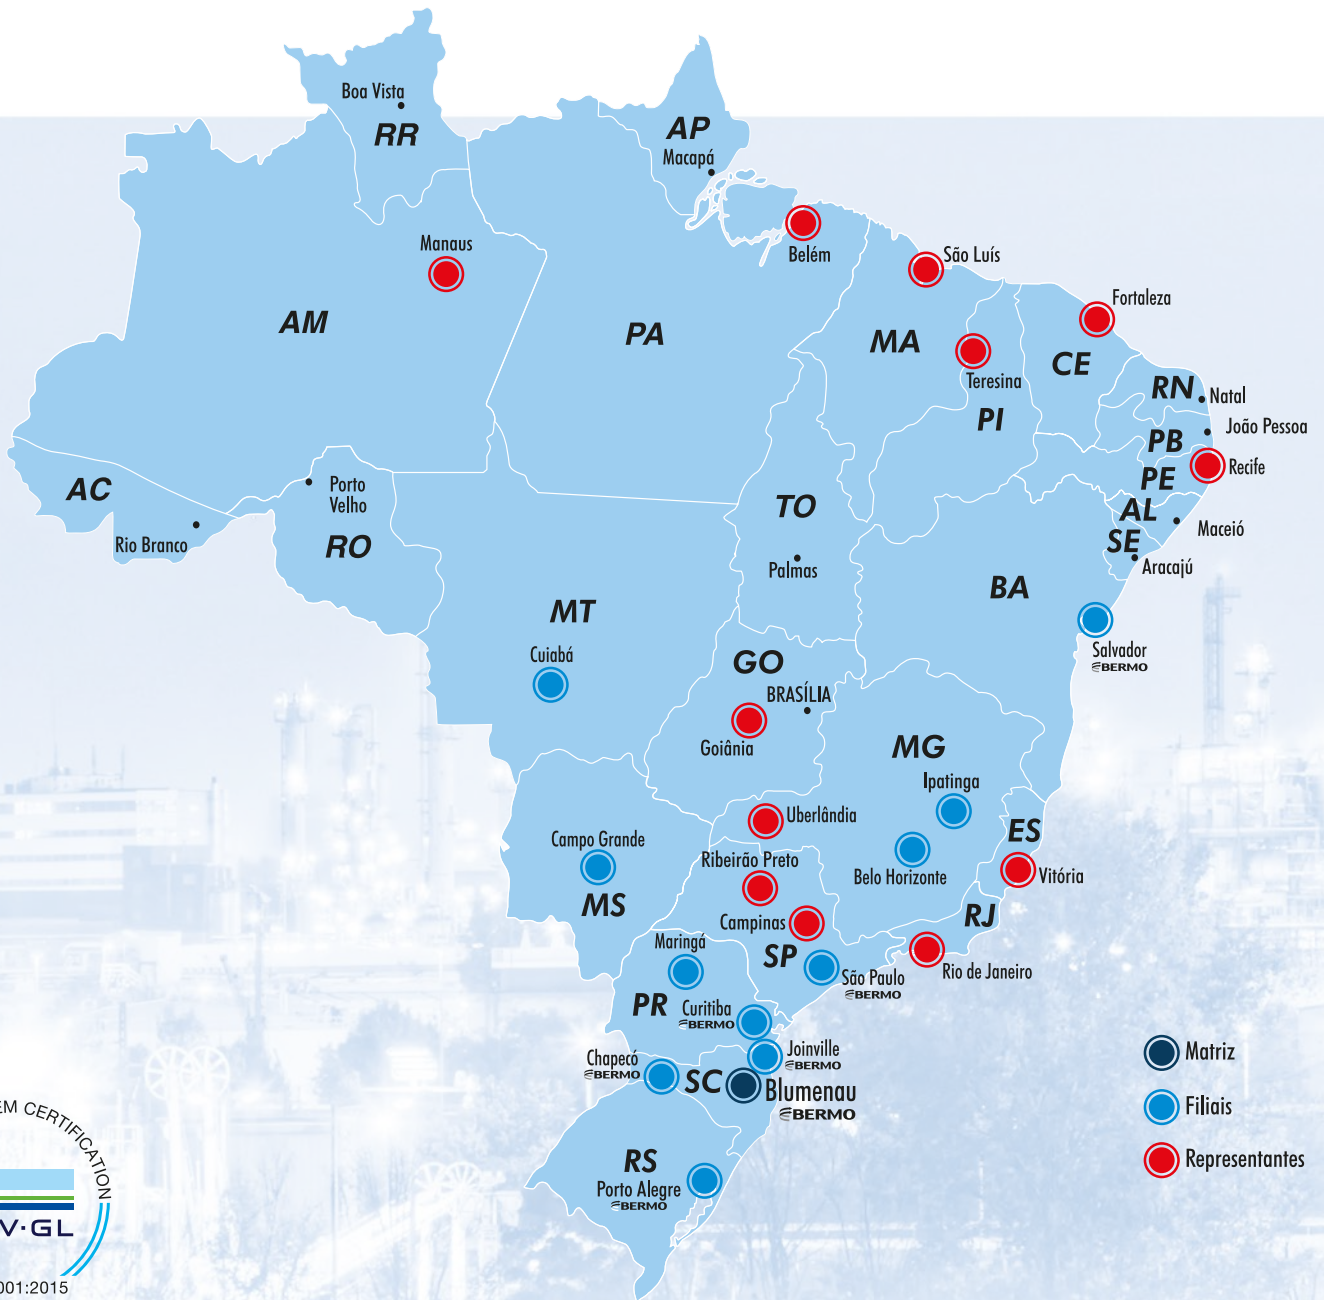 Boa Vista
RR
AP
Macapá
Manaus
Belém
São Luís
Fortaleza
AM
PA
MA
Teresina
CE
PI
RN
Natal
João Pessoa
PB
Recife
PE
AC
Porto
Velho
Rio Branco
RO
TO
Palmas
AL
Maceió
SE
Aracajú
BA
MT
Cuiabá
Salvador
BERMO
GO
BRASÍLIA
Goiânia
MG
Ipatinga
Uberlândia
ES
Campo Grande
Ribeirão Preto
Belo Horizonte
Vitória
MS
Campinas
RJ
Maringá
SP
São Paulo
BERMO
Rio de Janeiro
PR
Curitiba
BERMO
Joinville
BERMO
Chapecó
BERMO
SC
Blumenau
BERMO
RS
Porto Alegre
BERMO
Matriz
Filiais
Representantes
EM CERTIFICATION
V·GL
001:2015